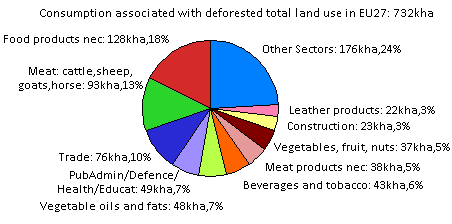 Consumption associated with deforested total land use in EU27: 732kha
Food products nec: 128kha,18%
Other Sectors: 176kha,24%
Meat: cattle,sheep,
goats,horse: 93kha,13%
Leather products: 22kha,3%
Construction: 23kha,3%
Vegetables, fruit, nuts: 37kha,5%
Trade: 76kha,10%
Meat products nec: 38kha,5%
PubAdmin/Defence/
Health/Educat: 49kha,7%
Beverages and tobacco: 43kha,6%
Vegetable oils and fats: 48kha,7%